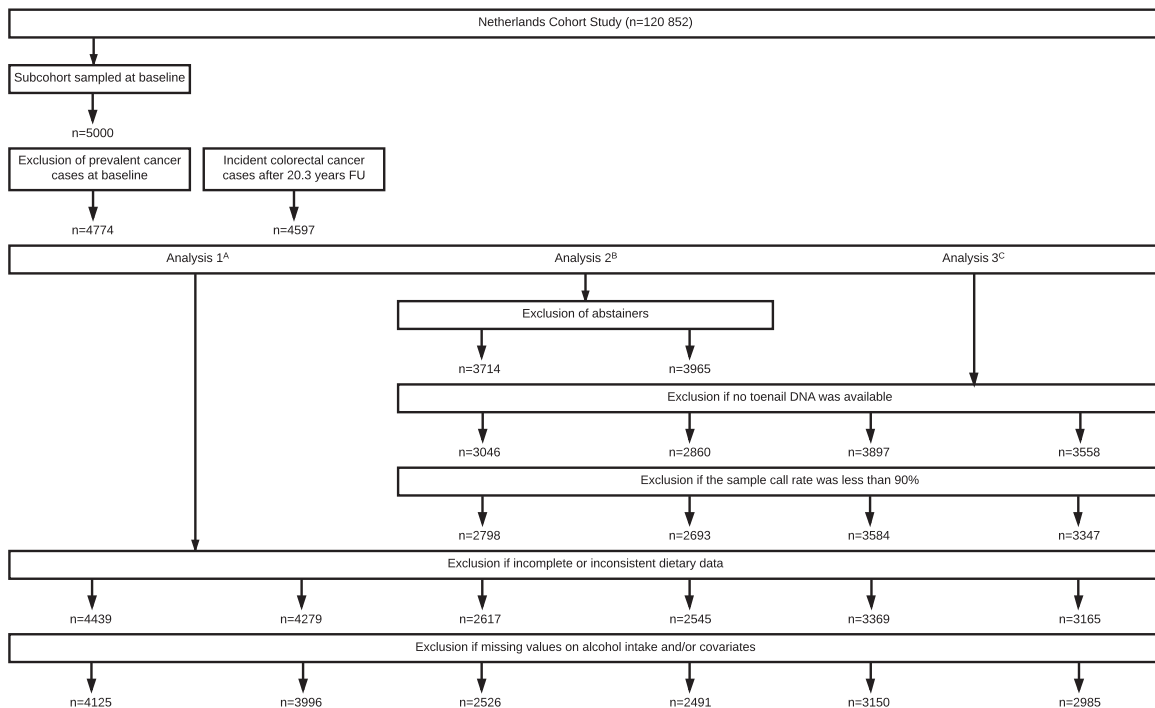 Netherlands Cohort Study (n=120 852)
Subcohort sampled at baseline
n=5000
Exclusion of prevalent cancer
cases at baseline
Incident colorectal cancer
cases after 20.3 years FU
n=4774
n=4597
Analysis 1ᴬ
Analysis 2ᴮ
Analysis 3ᶜ
Exclusion of abstainers
n=3714
n=3965
Exclusion if no toenail DNA was available
n=3046
n=2860
n=3897
n=3558
Exclusion if the sample call rate was less than 90%
n=2798
n=2693
n=3584
n=3347
Exclusion if incomplete or inconsistent dietary data
n=4439
n=4279
n=2617
n=2545
n=3369
n=3165
Exclusion if missing values on alcohol intake and/or covariates
n=4125
n=3996
n=2526
n=2491
n=3150
n=2985